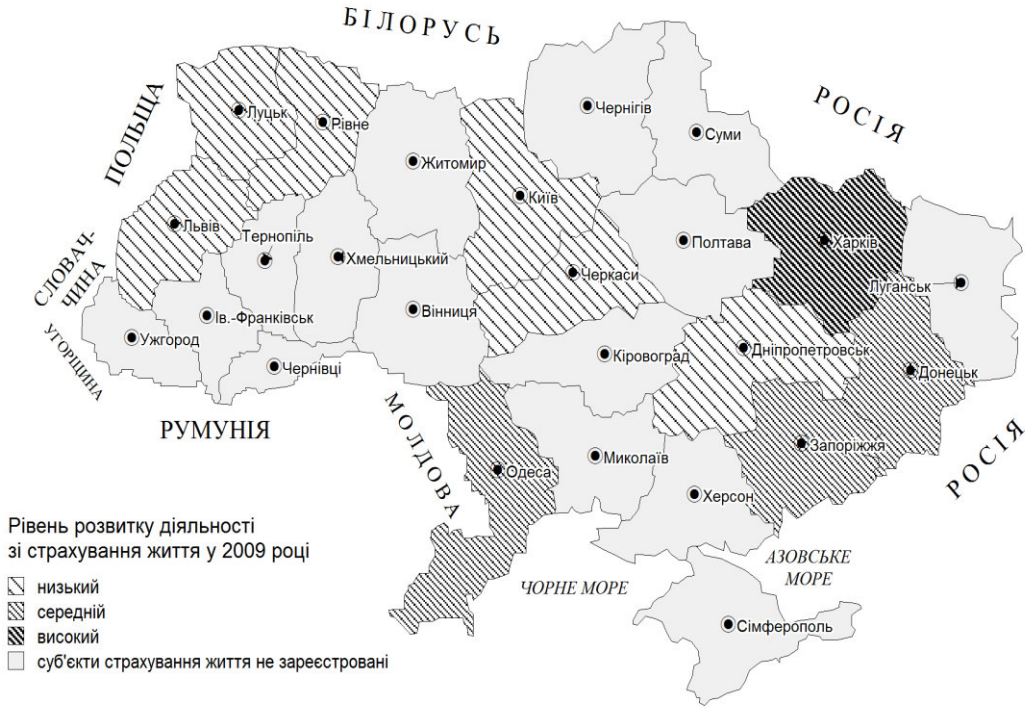 БІЛОРУСЬ
ПОЛЬЩА
РОСІЯ
Чернігів
Луцьк
Рівне
Суми
Житомир
Київ
Львів
Тернопіль
Полтава
Харків
Хмельницький
Черкаси
СЛОВАЧ-
ЧИНА
Луганськ
Ів.-Франківськ
Вінниця
УГОРЩИНА
Ужгород
Дніпропетровськ
Кіровоград
Чернівці
Донецьк
РУМУНІЯ
МОЛДОВА
Запоріжжя
РОСІЯ
Миколаїв
Одеса
Херсон
Рівень розвитку діяльності
зі страхування життя у 2009 році
низький
середній
високий
суб'єкти страхування життя не зареєстровані
ЧОРНЕ МОРЕ
АЗОВСЬКЕ
МОРЕ
Сімферополь